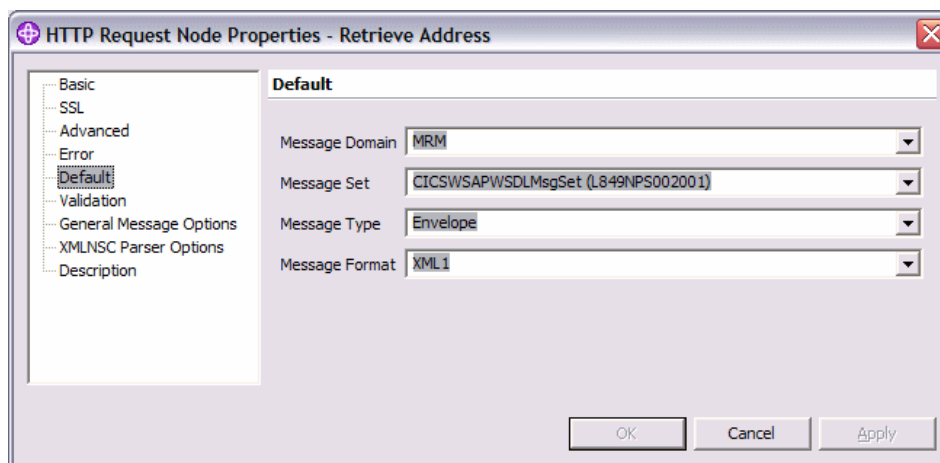 HTTP Request Node Properties - Retrieve Address
Basic
SSL
Advanced
Error
Default
Validation
General Message Options
XMLNSC Parser Options
Description
Default
Message Domain MRM
Message Set CICSWSAPWSDLMsgSet (L849NPS002001)
Message Type Envelope
Message Format XML1
OK Cancel Apply